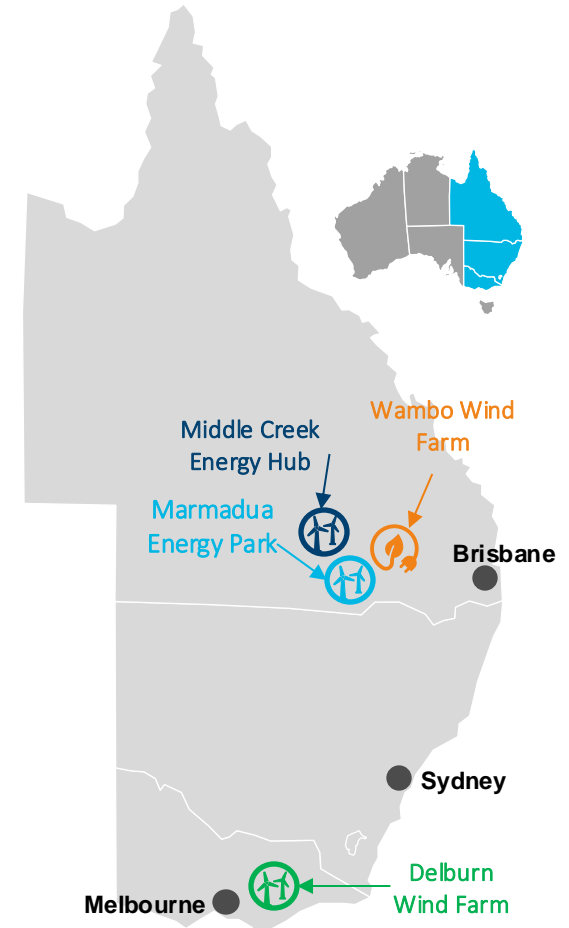 Wambo Wind
Farm
Middle Creek
Energy Hub
Marmadua
Energy Park
Brisbane
Sydney
Delburn
Wind Farm
Melbourne